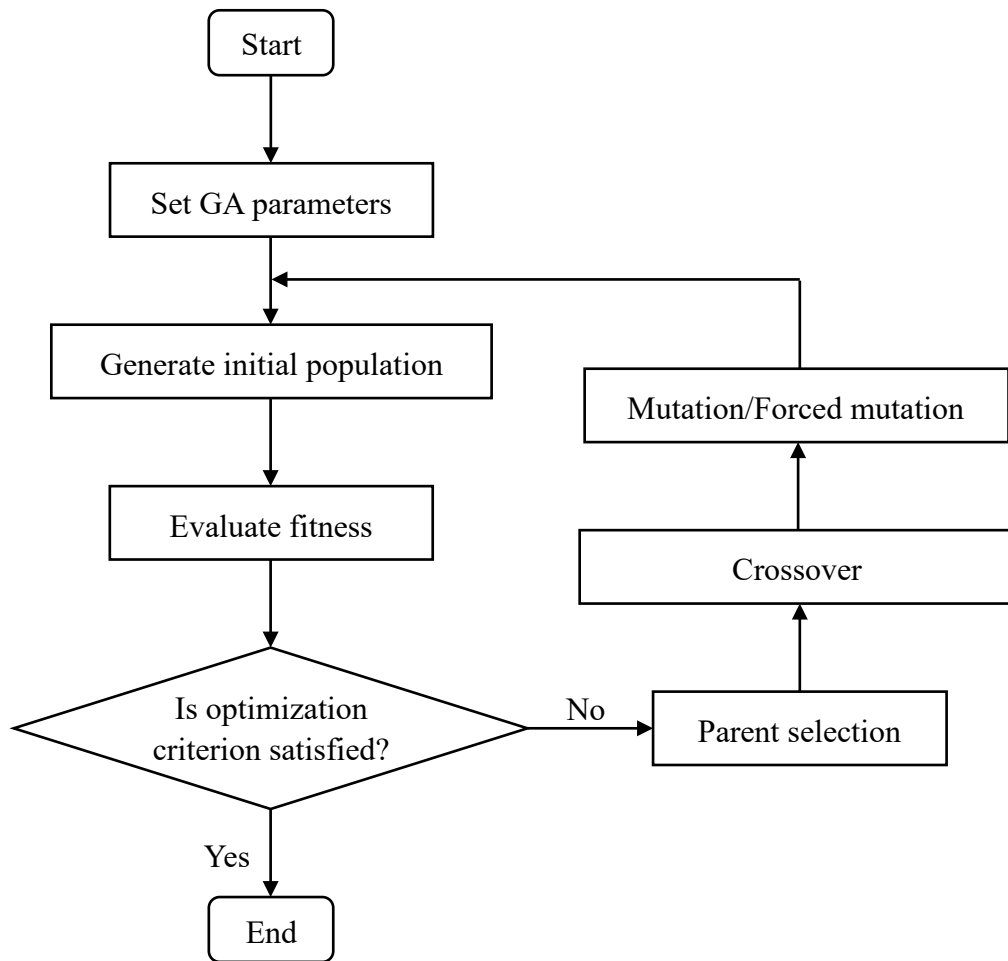 Start
Set GA parameters
Generate initial population
Evaluate fitness
Is optimization
criterion satisfied?
Yes
End
No
Parent selection
Crossover
Mutation/Forced mutation